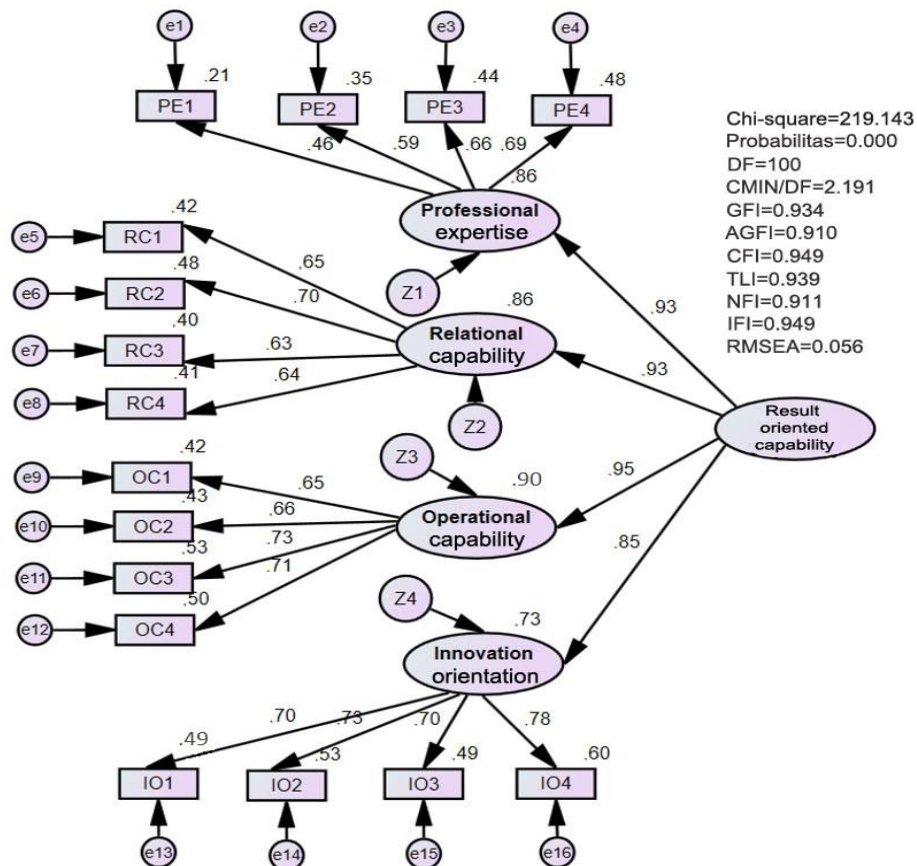 e1
e2
e3
e4
.21
.35
.44
.48
PE1
PE2
PE3
PE4
.46
.59
.66
.69
.86
Professional
expertise
Chi-square=219.143
Probabilitas=0.000
DF=100
CMIN/DF=2.191
GFI=0.934
AGFI=0.910
CFI=0.949
TLI=0.939
NFI=0.911
IFI=0.949
RMSEA=0.056
Z1
.93
e5
.42
RC1
.65
e6
.48
RC2
.70
e7
.40
RC3
.63
e8
.41
RC4
.64
.86
Relational
capability
Z2
.93
Result
oriented
capability
Z3
e9
.42
OC1
.65
e10
.43
OC2
.66
e11
.53
OC3
.73
e12
.50
OC4
.71
.90
Operational
capability
.95
.85
Z4
.73
Innovation
orientation
.70
.73
.70
.78
.49
.53
.49
.60
IO1
IO2
IO3
IO4
e13
e14
e15
e16